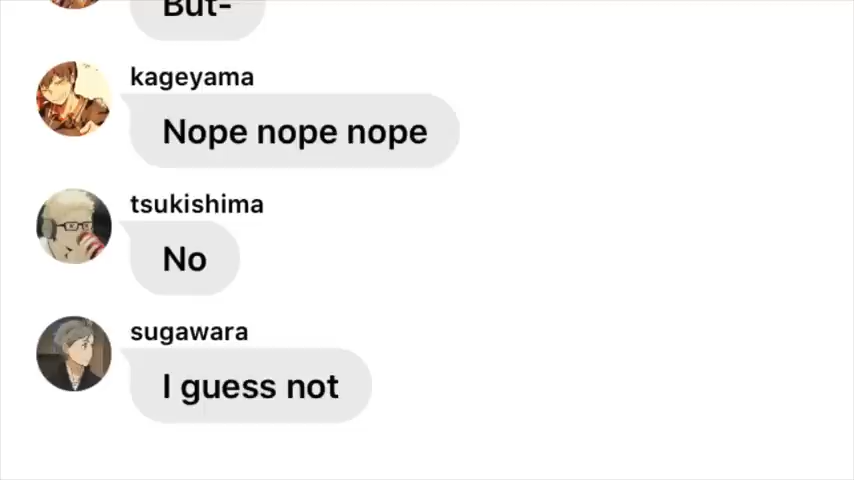 But-
kageyama
Nope nope nope
tsukishima
No
sugawara
I guess not